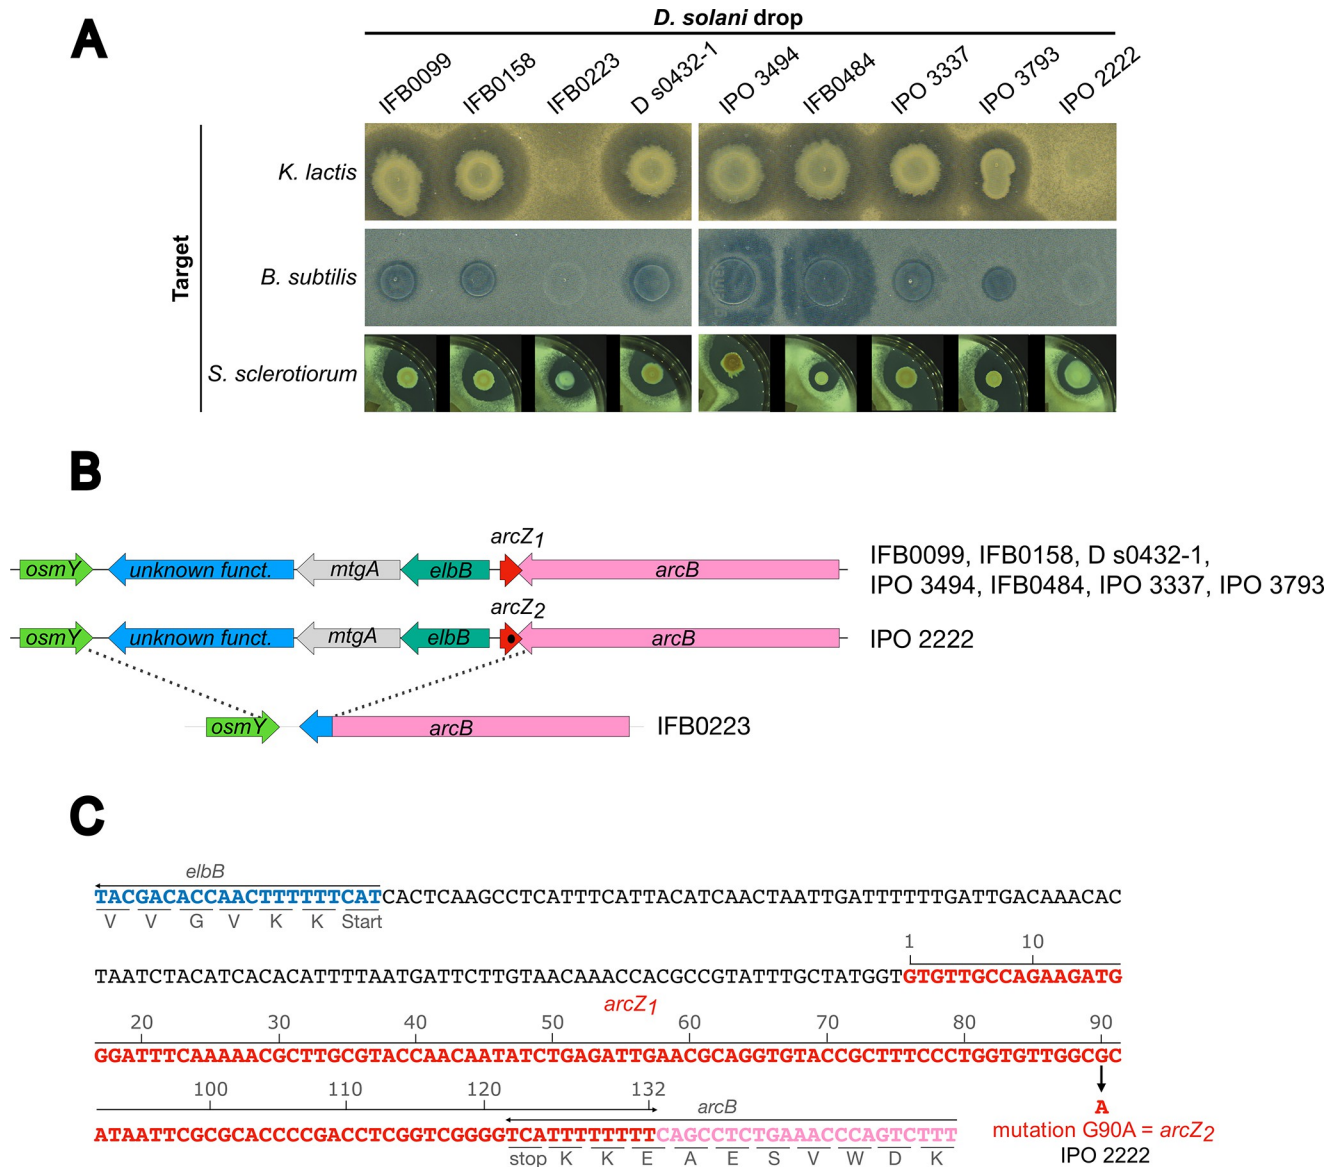 A
D. solani drop
IFB0099 IFB0158 IFB0223 D s0432-1 IPO 3494 IFB0484 IPO 3337 IPO 3793 IPO 2222
Target
K. lactis
B. subtilis
S. sclerotiorum
B
arcZ1
osmY unknown funct. mtgA elbB arcB
IFB0099, IFB0158, D s0432-1,
IPO 3494, IFB0484, IPO 3337, IPO 3793
arcZ2
osmY unknown funct. mtgA elbB arcB IPO 2222
osmY arcB IFB0223
C
elbB
TACGACACCAACTTTTTTCATCACTCAAGCCTCATTTCATTACATCAACTAATTGATTTTTTGATTGACAAACAC
V V G V K K Start
1 10
TAATCTACATCACACATTTTAATGATTCTTGTAACAAACCACGCCGTATTTGCTATGGTGTGTTGCCAGAAGATG
arcZ1
20 30 40 50 60 70 80 90
GGATTTCAAAAACGCTTGCGTACCAACAATATCTGAGATTGAACGCAGGTGTACCGCTTTCCCTGGTGTTGGCGC
100 110 120 132 arcB
A
ATAATTCGCGCACCCCGACCTCGGTCGGGGTCATTTTTTTTCAGCCTCTGAAACCCAGTCTTT
mutation G90A = arcZ2
stop K K E A E S V W D K
IPO 2222